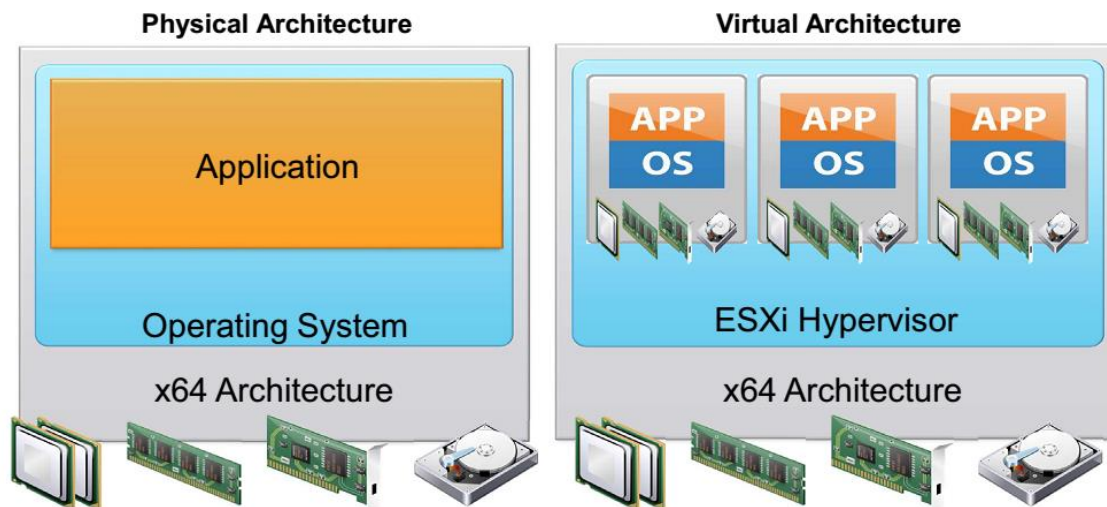 Physical Architecture
Application
Operating System
x64 Architecture
Virtual Architecture
APP
OS
APP
OS
APP
OS
ESXi Hypervisor
x64 Architecture